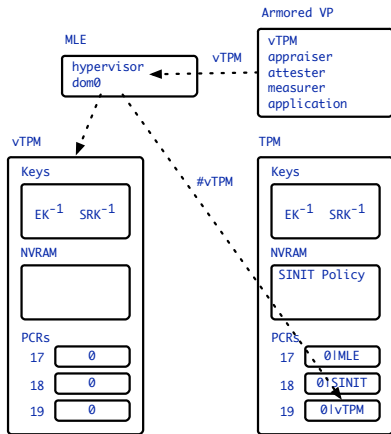 Armored VP
MLE
vTPM
vTPM
appraiser
attester
measurer
application
hypervisor
dom0
vTPM
Keys
EK-1 SRK-1
NVRAM
PCRs
17 0
18 0
19 0
#vTPM
TPM
Keys
EK-1 SRK-1
NVRAM
SINIT Policy
PCRs
17 0|MLE
18 0|SINIT
19 0|vTPM